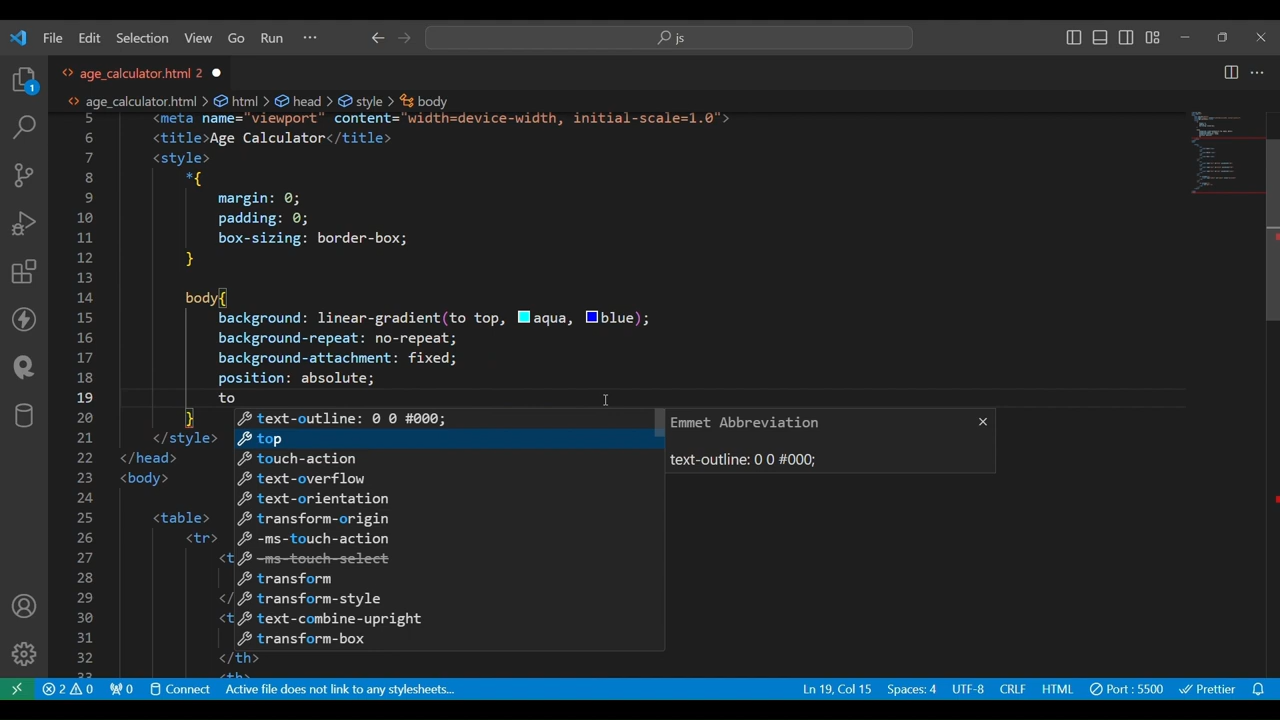 File Edit Selection View Go Run ··· js
age_calculator.html 2
age_calculator.html > html > head > style > body
5 <meta name="viewport" content="width=device-width, initial-scale=1.0">
6 <title>Age Calculator</title>
7 <style>
8 *{
9 margin: 0;
10 padding: 0;
11 box-sizing: border-box;
12 }
13
14 body{
15 background: linear-gradient(to top, aqua, blue);
16 background-repeat: no-repeat;
17 background-attachment: fixed;
18 position: absolute;
19 to
20 } text-outline: 0 0 #000; Emmet Abbreviation
21 </style> top
22 </head> touch-action text-outline: 0 0 #000;
23 <body> text-overflow
24 text-orientation
25 <table> transform-origin
26 <tr> -ms-touch-action
27 <t -ms-touch-select
28 transform
29 </ transform-style
30 <t text-combine-upright
31 transform-box
32 </th>
33 <th>
1
2 0 0 Connect Active file does not link to any stylesheets... Ln 19, Col 15 Spaces: 4 UTF-8 CRLF HTML Port : 5500 Prettier